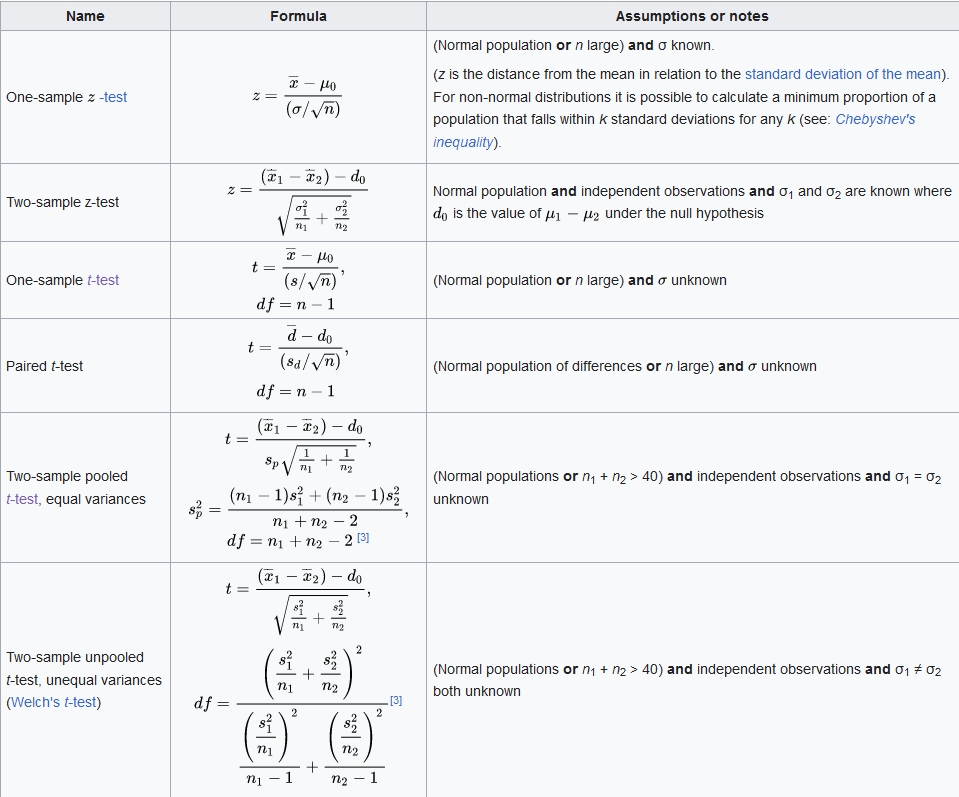 Name Formula Assumptions or notes
One-sample z -test
z = (x̅ − μ₀) / (σ/√n)
(Normal population or n large) and σ known.
(z is the distance from the mean in relation to the standard deviation of the mean).
For non-normal distributions it is possible to calculate a minimum proportion of a
population that falls within k standard deviations for any k (see: Chebyshev's
inequality).
Two-sample z-test
z = ((x̅₁ − x̅₂) − d₀) / √(σ₁²/n₁ + σ₂²/n₂)
Normal population and independent observations and σ₁ and σ₂ are known where
d₀ is the value of μ₁ − μ₂ under the null hypothesis
One-sample t-test
t = (x̅ − μ₀) / (s/√n),
df = n − 1
(Normal population or n large) and σ unknown
Paired t-test
t = (d̅ − d₀) / (s_d/√n),
df = n − 1
(Normal population of differences or n large) and σ unknown
Two-sample pooled
t-test, equal variances
t = ((x̅₁ − x̅₂) − d₀) / (s_p √(1/n₁ + 1/n₂)),
s_p² = ((n₁ − 1)s₁² + (n₂ − 1)s₂²) / (n₁ + n₂ − 2),
df = n₁ + n₂ − 2 [3]
(Normal populations or n₁ + n₂ > 40) and independent observations and σ₁ = σ₂
unknown
Two-sample unpooled
t-test, unequal variances
(Welch's t-test)
t = ((x̅₁ − x̅₂) − d₀) / √(s₁²/n₁ + s₂²/n₂),
df = (s₁²/n₁ + s₂²/n₂)² / ((s₁²/n₁)²/(n₁ − 1) + (s₂²/n₂)²/(n₂ − 1)) [3]
(Normal populations or n₁ + n₂ > 40) and independent observations and σ₁ ≠ σ₂
both unknown